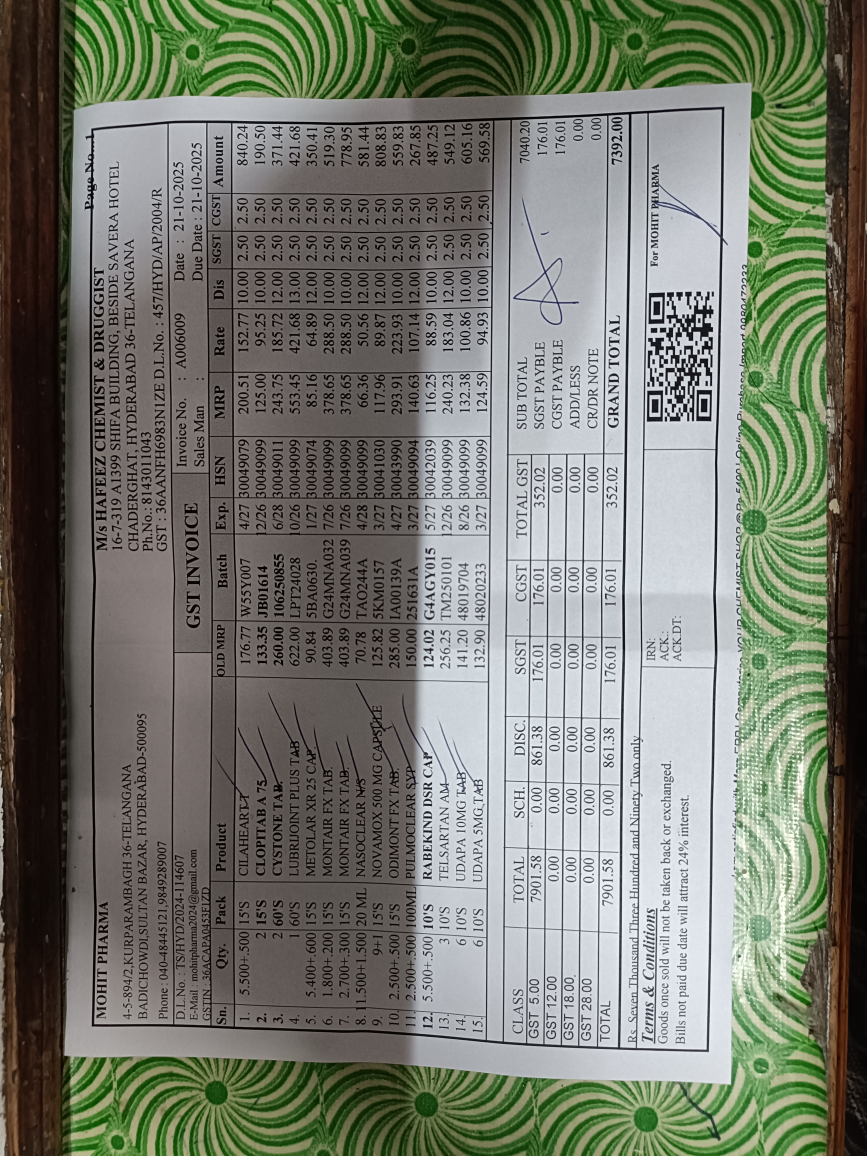 Page No...1
MOHIT PHARMA
4-5-894/2,KURPARAMBAGH 36-TELANGANA
BADICHOWDI,SULTAN BAZAR, HYDERABAD-500095
Phone : 040-48445121,9849289007
D.L.No. : TS/HYD/2024-114607
E-Mail : mohitpharma2024@gmail.com
GSTIN : 36ACAPA0453F1ZD
M/s HAFEEZ CHEMIST & DRUGGIST
16-7-319 A1399 SHIFA BUILDING, BESIDE SAVERA HOTEL
CHADERGHAT, HYDERABAD 36-TELANGANA
Ph.No.: 8143011043
GST : 36AANFH6983N1ZE D.L.No. : 457/HYD/AP/2004/R
GST INVOICE
Invoice No. : A006009 Date : 21-10-2025
Sales Man : Due Date : 21-10-2025
Sn. Qty. Pack Product OLD MRP Batch Exp. HSN MRP Rate Dis SGST CGST Amount
1. 5.500+.500 15'S CILAHEART T 176.77 W55Y007 4/27 30049079 200.51 152.77 10.00 2.50 2.50 840.24
2. 2 15'S CLOPITAB A 75 133.35 JB01614 12/26 30049099 125.00 95.25 10.00 2.50 2.50 190.50
3. 2 60'S CYSTONE TAB. 260.00 106250855 6/28 30049011 243.75 185.72 12.00 2.50 2.50 371.44
4. 1 60'S LUBRIJOINT PLUS TAB 622.00 LPT24028 10/26 30049099 553.45 421.68 13.00 2.50 2.50 421.68
5. 5.400+.600 15'S METOLAR XR 25 CAP 90.84 5BA0630. 1/27 30049074 85.16 64.89 12.00 2.50 2.50 350.41
6. 1.800+.200 15'S MONTAIR FX TAB. 403.89 G24MNA032 7/26 30049099 378.65 288.50 10.00 2.50 2.50 519.30
7. 2.700+.300 15'S MONTAIR FX TAB. 403.89 G24MNA039 7/26 30049099 378.65 288.50 10.00 2.50 2.50 778.95
8. 11.500+1.500 20 ML NASOCLEAR N/S 70.78 TAO244A 4/28 30049099 66.36 50.56 12.00 2.50 2.50 581.44
9. 9+1 15'S NOVAMOX 500 MG CAPSULE 125.82 5KM0157 3/27 30041030 117.96 89.87 12.00 2.50 2.50 808.83
10. 2.500+.500 15'S ODIMONT FX TAB. 285.00 IA00139A 4/27 30043990 293.91 223.93 10.00 2.50 2.50 559.83
11. 2.500+.500 100ML PULMOCLEAR SYP 150.00 251631A 3/27 30049094 140.63 107.14 12.00 2.50 2.50 267.85
12. 5.500+.500 10'S RABEKIND DSR CAP 124.02 G4AGY015 5/27 30042039 116.25 88.59 10.00 2.50 2.50 487.25
13. 3 10'S TELSARTAN AM 256.25 TM250101 12/26 30049099 240.23 183.04 12.00 2.50 2.50 549.12
14. 6 10'S UDAPA 10MG TAB 141.20 48019704 8/26 30049099 132.38 100.86 10.00 2.50 2.50 605.16
15. 6 10'S UDAPA 5MG TAB 132.90 48020233 3/27 30049099 124.59 94.93 10.00 2.50 2.50 569.58
CLASS TOTAL SCH. DISC. SGST CGST TOTAL GST
GST 5.00 7901.58 0.00 861.38 176.01 176.01 352.02
GST 12.00 0.00 0.00 0.00 0.00 0.00 0.00
GST 18.00 0.00 0.00 0.00 0.00 0.00 0.00
GST 28.00 0.00 0.00 0.00 0.00 0.00 0.00
TOTAL 7901.58 0.00 861.38 176.01 176.01 352.02
SUB TOTAL 7040.20
SGST PAYBLE 176.01
CGST PAYBLE 176.01
ADD/LESS 0.00
CR/DR NOTE 0.00
GRAND TOTAL 7392.00
Rs. Seven Thousand Three Hundred and Ninety Two only
Terms & Conditions
Goods once sold will not be taken back or exchanged.
Bills not paid due date will attract 24% interest.
IRN:
ACK.:
ACK.DT:
For MOHIT PHARMA